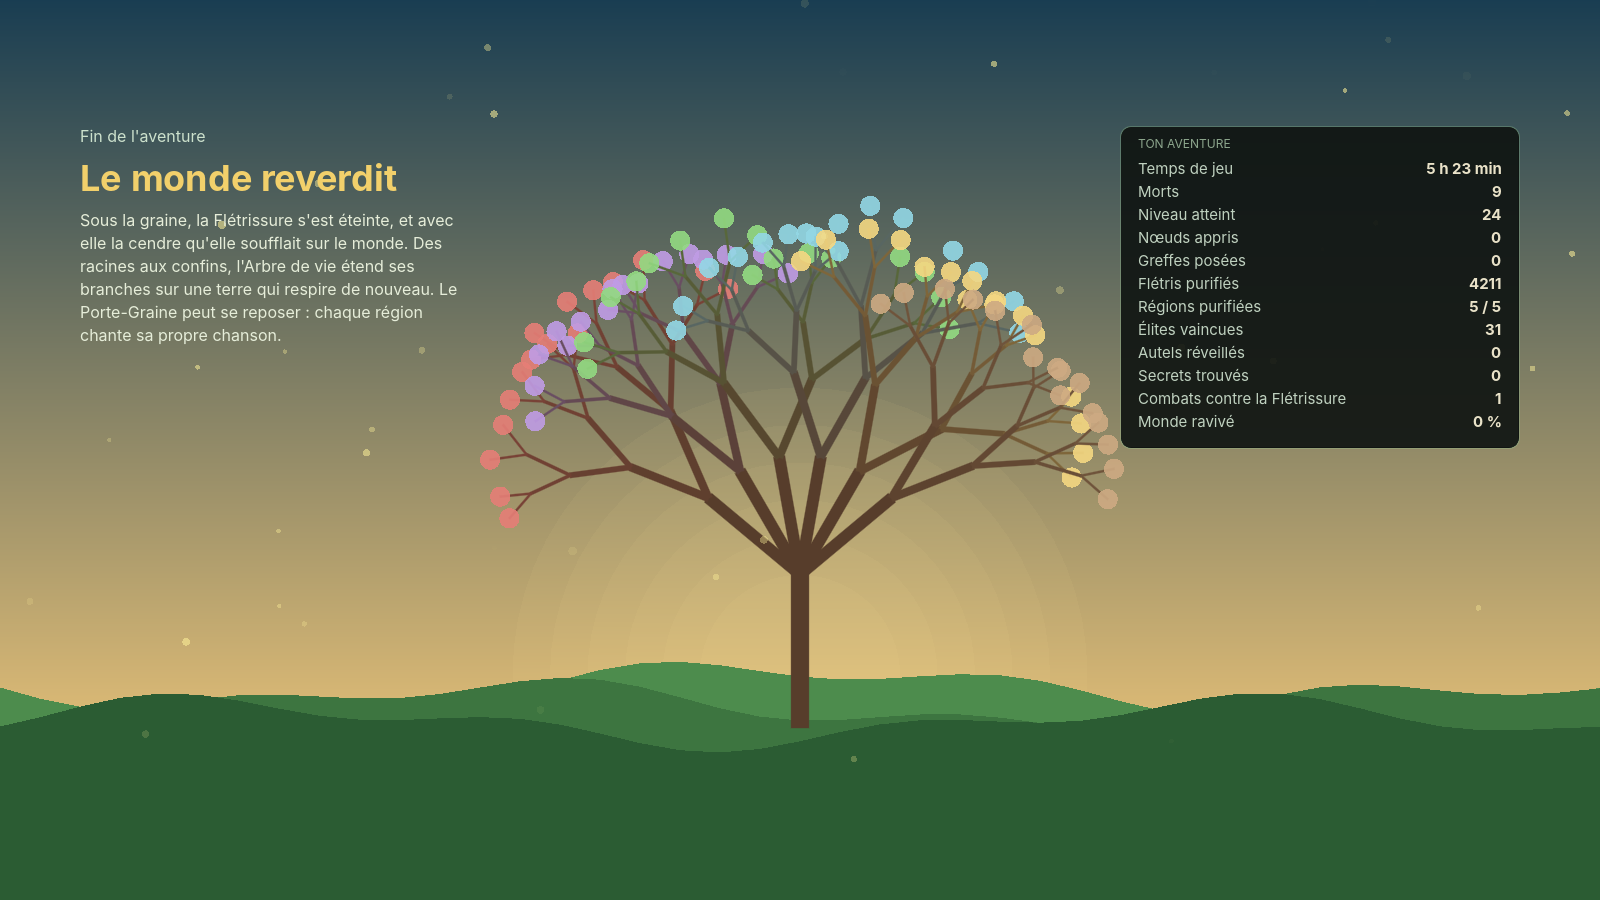 Fin de l'aventure
Le monde reverdit
Sous la graine, la Flétrissure s'est éteinte, et avec
elle la cendre qu'elle soufflait sur le monde. Des
racines aux confins, l'Arbre de vie étend ses
branches sur une terre qui respire de nouveau. Le
Porte-Graine peut se reposer : chaque région
chante sa propre chanson.
TON AVENTURE
Temps de jeu 5 h 23 min
Morts 9
Niveau atteint 24
Nœuds appris 0
Greffes posées 0
Flétris purifiés 4211
Régions purifiées 5 / 5
Élites vaincues 31
Autels réveillés 0
Secrets trouvés 0
Combats contre la Flétrissure 1
Monde ravivé 0 %